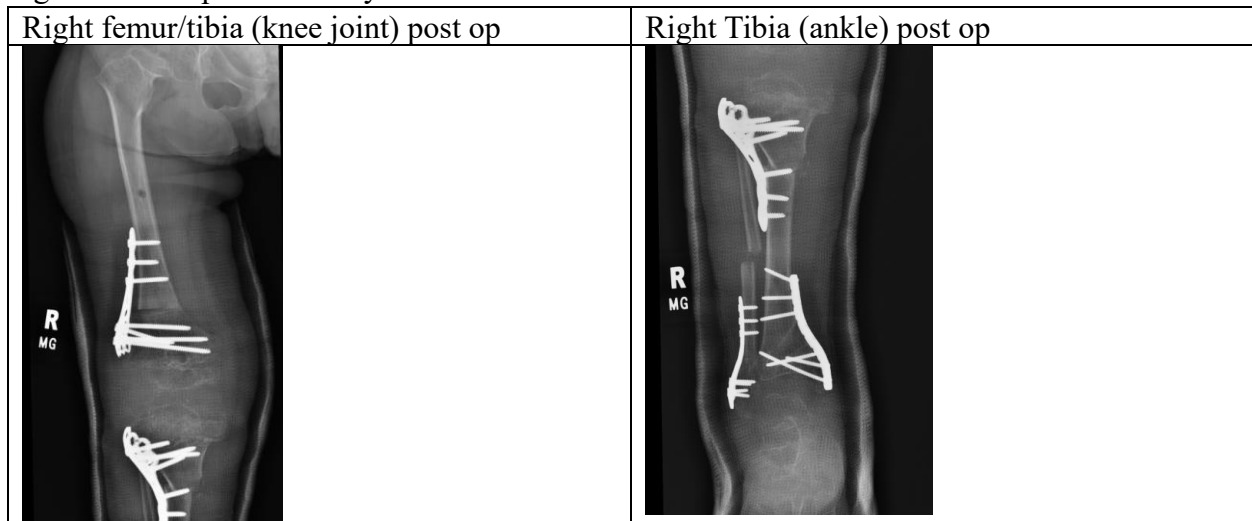 Right femur/tibia (knee joint) post op
Right Tibia (ankle) post op
R
MG
R
MG